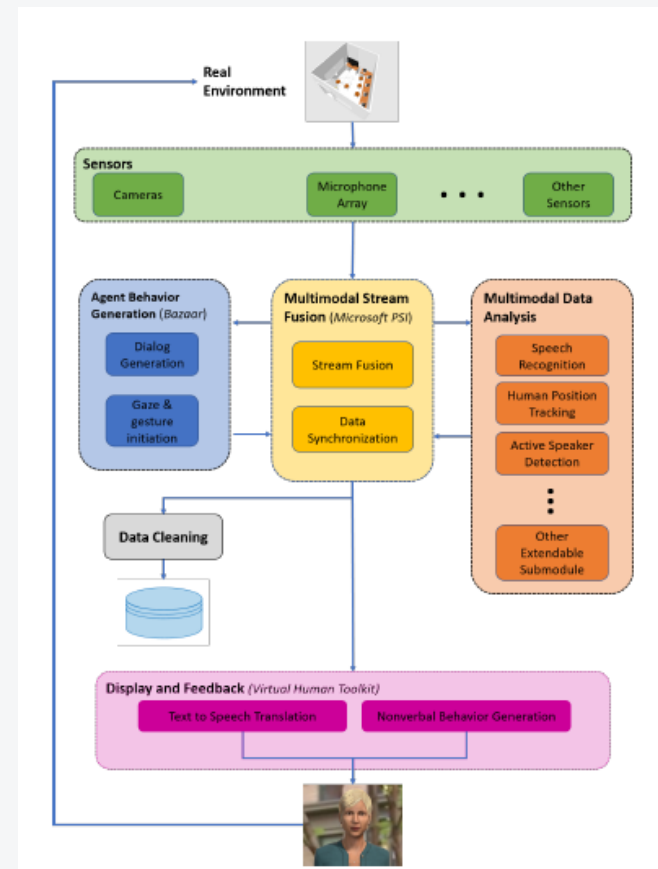 Real
Environment
Sensors
Cameras
Microphone
Array
• • •
Other
Sensors
Agent Behavior
Generation (Bazaar)
Dialog
Generation
Gaze &
gesture
initiation
Multimodal Stream
Fusion (Microsoft PSI)
Stream Fusion
Data
Synchronization
Multimodal Data
Analysis
Speech
Recognition
Human Position
Tracking
Active Speaker
Detection
Other
Extendable
Submodule
Data Cleaning
Display and Feedback (Virtual Human Toolkit)
Text to Speech Translation
Nonverbal Behavior Generation